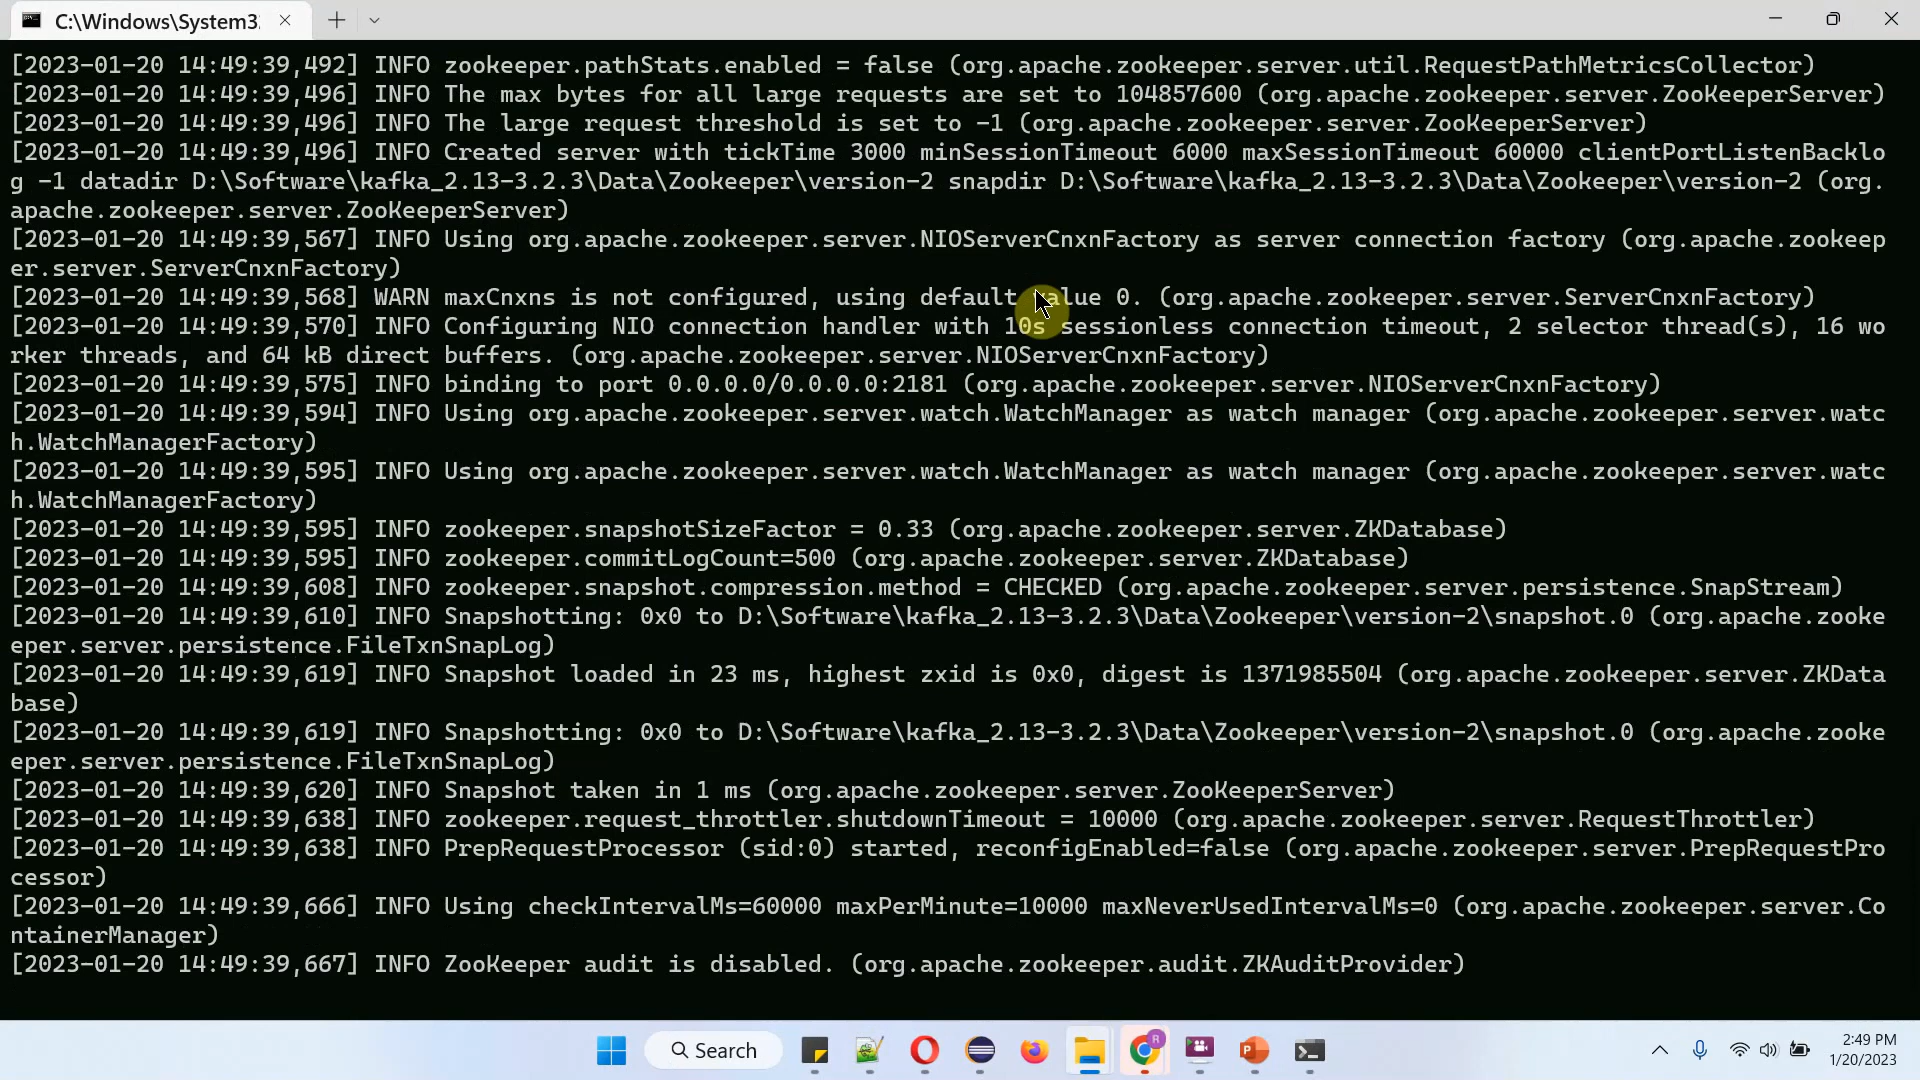 C:\Windows\System3
[2023-01-20 14:49:39,492] INFO zookeeper.pathStats.enabled = false (org.apache.zookeeper.server.util.RequestPathMetricsCollector)
[2023-01-20 14:49:39,496] INFO The max bytes for all large requests are set to 104857600 (org.apache.zookeeper.server.ZooKeeperServer)
[2023-01-20 14:49:39,496] INFO The large request threshold is set to -1 (org.apache.zookeeper.server.ZooKeeperServer)
[2023-01-20 14:49:39,496] INFO Created server with tickTime 3000 minSessionTimeout 6000 maxSessionTimeout 60000 clientPortListenBacklo
g -1 datadir D:\Software\kafka_2.13-3.2.3\Data\Zookeeper\version-2 snapdir D:\Software\kafka_2.13-3.2.3\Data\Zookeeper\version-2 (org.
apache.zookeeper.server.ZooKeeperServer)
[2023-01-20 14:49:39,567] INFO Using org.apache.zookeeper.server.NIOServerCnxnFactory as server connection factory (org.apache.zookeep
er.server.ServerCnxnFactory)
[2023-01-20 14:49:39,568] WARN maxCnxns is not configured, using default value 0. (org.apache.zookeeper.server.ServerCnxnFactory)
[2023-01-20 14:49:39,570] INFO Configuring NIO connection handler with 10s sessionless connection timeout, 2 selector thread(s), 16 wo
rker threads, and 64 kB direct buffers. (org.apache.zookeeper.server.NIOServerCnxnFactory)
[2023-01-20 14:49:39,575] INFO binding to port 0.0.0.0/0.0.0.0:2181 (org.apache.zookeeper.server.NIOServerCnxnFactory)
[2023-01-20 14:49:39,594] INFO Using org.apache.zookeeper.server.watch.WatchManager as watch manager (org.apache.zookeeper.server.watc
h.WatchManagerFactory)
[2023-01-20 14:49:39,595] INFO Using org.apache.zookeeper.server.watch.WatchManager as watch manager (org.apache.zookeeper.server.watc
h.WatchManagerFactory)
[2023-01-20 14:49:39,595] INFO zookeeper.snapshotSizeFactor = 0.33 (org.apache.zookeeper.server.ZKDatabase)
[2023-01-20 14:49:39,595] INFO zookeeper.commitLogCount=500 (org.apache.zookeeper.server.ZKDatabase)
[2023-01-20 14:49:39,608] INFO zookeeper.snapshot.compression.method = CHECKED (org.apache.zookeeper.server.persistence.SnapStream)
[2023-01-20 14:49:39,610] INFO Snapshotting: 0x0 to D:\Software\kafka_2.13-3.2.3\Data\Zookeeper\version-2\snapshot.0 (org.apache.zooke
eper.server.persistence.FileTxnSnapLog)
[2023-01-20 14:49:39,619] INFO Snapshot loaded in 23 ms, highest zxid is 0x0, digest is 1371985504 (org.apache.zookeeper.server.ZKData
base)
[2023-01-20 14:49:39,619] INFO Snapshotting: 0x0 to D:\Software\kafka_2.13-3.2.3\Data\Zookeeper\version-2\snapshot.0 (org.apache.zooke
eper.server.persistence.FileTxnSnapLog)
[2023-01-20 14:49:39,620] INFO Snapshot taken in 1 ms (org.apache.zookeeper.server.ZooKeeperServer)
[2023-01-20 14:49:39,638] INFO zookeeper.request_throttler.shutdownTimeout = 10000 (org.apache.zookeeper.server.RequestThrottler)
[2023-01-20 14:49:39,638] INFO PrepRequestProcessor (sid:0) started, reconfigEnabled=false (org.apache.zookeeper.server.PrepRequestPro
cessor)
[2023-01-20 14:49:39,666] INFO Using checkIntervalMs=60000 maxPerMinute=10000 maxNeverUsedIntervalMs=0 (org.apache.zookeeper.server.Co
ntainerManager)
[2023-01-20 14:49:39,667] INFO ZooKeeper audit is disabled. (org.apache.zookeeper.audit.ZKAuditProvider)
Search
R
2:49 PM
1/20/2023